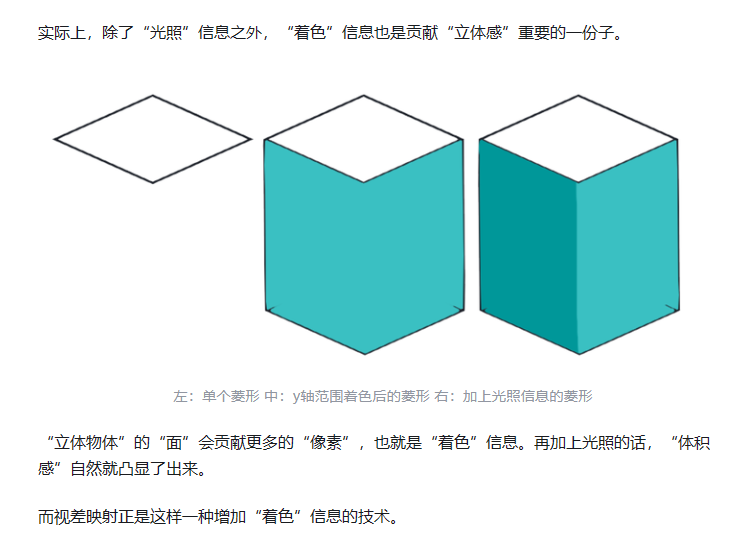 实际上，除了“光照”信息之外，“着色”信息也是贡献“立体感”重要的一份子。
左：单个菱形 中：y轴范围着色后的菱形 右：加上光照信息的菱形
“立体物体”的“面”会贡献更多的“像素”，也就是“着色”信息。再加上光照的话，“体积
感”自然就凸显了出来。
而视差映射正是这样一种增加“着色”信息的技术。